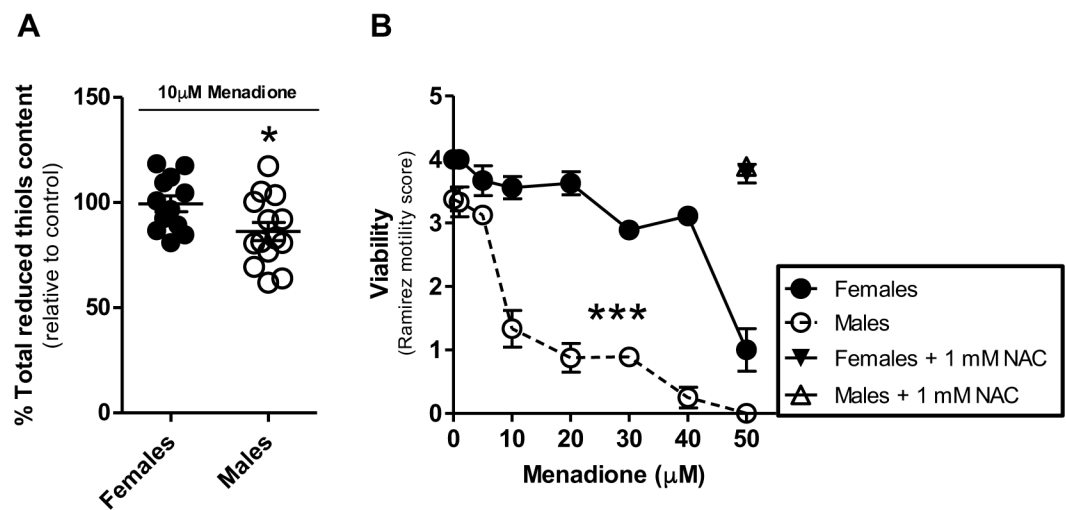 A
% Total reduced thiols content
(relative to control)
10μM Menadione
*
150
100
50
0
Females
Males
B
Viability
(Ramirez motility score)
5
4
3
2
1
0
***
0 10 20 30 40 50
Menadione (μM)
Females
Males
Females + 1 mM NAC
Males + 1 mM NAC